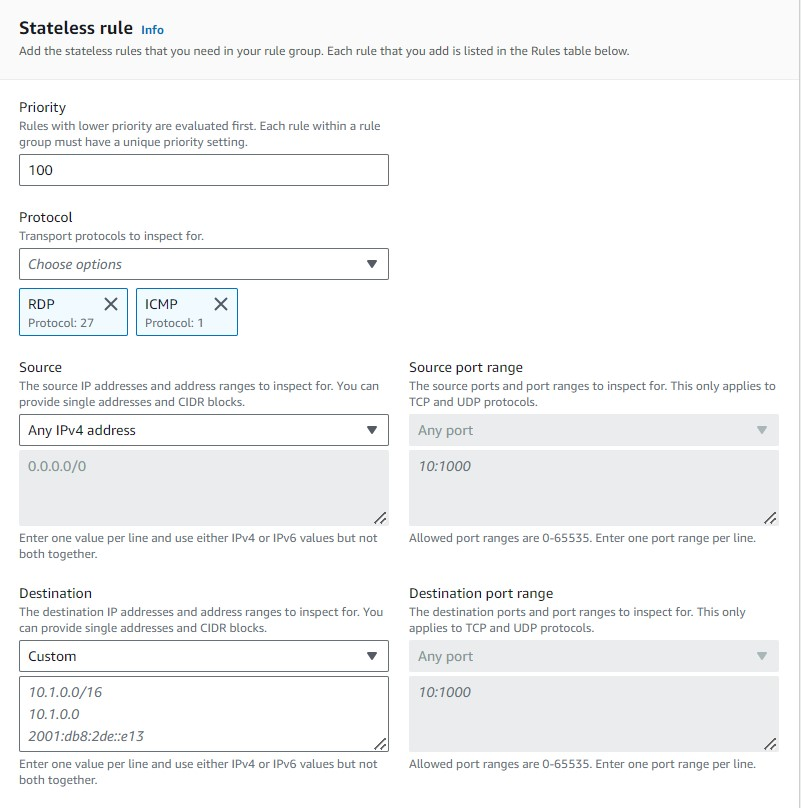 Stateless rule Info
Add the stateless rules that you need in your rule group. Each rule that you add is listed in the Rules table below.
Priority
Rules with lower priority are evaluated first. Each rule within a rule
group must have a unique priority setting.
100
Protocol
Transport protocols to inspect for.
Choose options
RDP
Protocol: 27
ICMP
Protocol: 1
Source
The source IP addresses and address ranges to inspect for. You can
provide single addresses and CIDR blocks.
Any IPv4 address
0.0.0.0/0
Enter one value per line and use either IPv4 or IPv6 values but not
both together.
Source port range
The source ports and port ranges to inspect for. This only applies to
TCP and UDP protocols.
Any port
10:1000
Allowed port ranges are 0-65535. Enter one port range per line.
Destination
The destination IP addresses and address ranges to inspect for. You
can provide single addresses and CIDR blocks.
Custom
10.1.0.0/16
10.1.0.0
2001:db8:2de::e13
Enter one value per line and use either IPv4 or IPv6 values but not
both together.
Destination port range
The destination ports and port ranges to inspect for. This only
applies to TCP and UDP protocols.
Any port
10:1000
Allowed port ranges are 0-65535. Enter one port range per line.